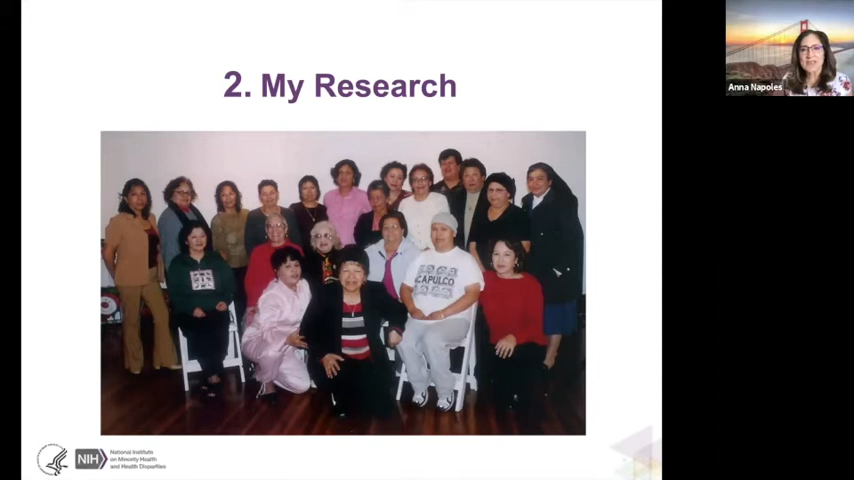 2. My Research
Anna Napoles
CAPULCO
NIH
National Institute
on Minority Health
and Health Disparities